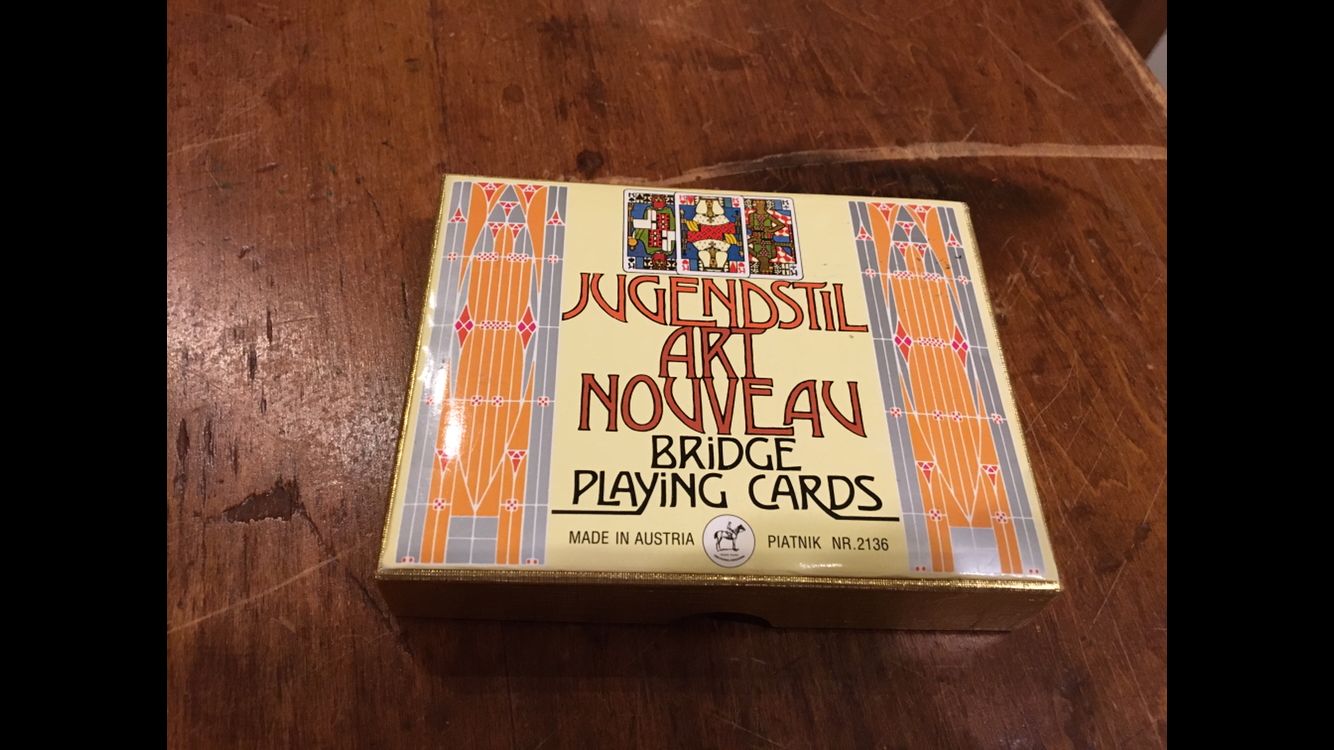 JUGENDSTiL
ART
NOUVEAU
BRiDGE
PLAYiNG CARDS
MADE IN AUSTRIA PIATNIK NR.2136